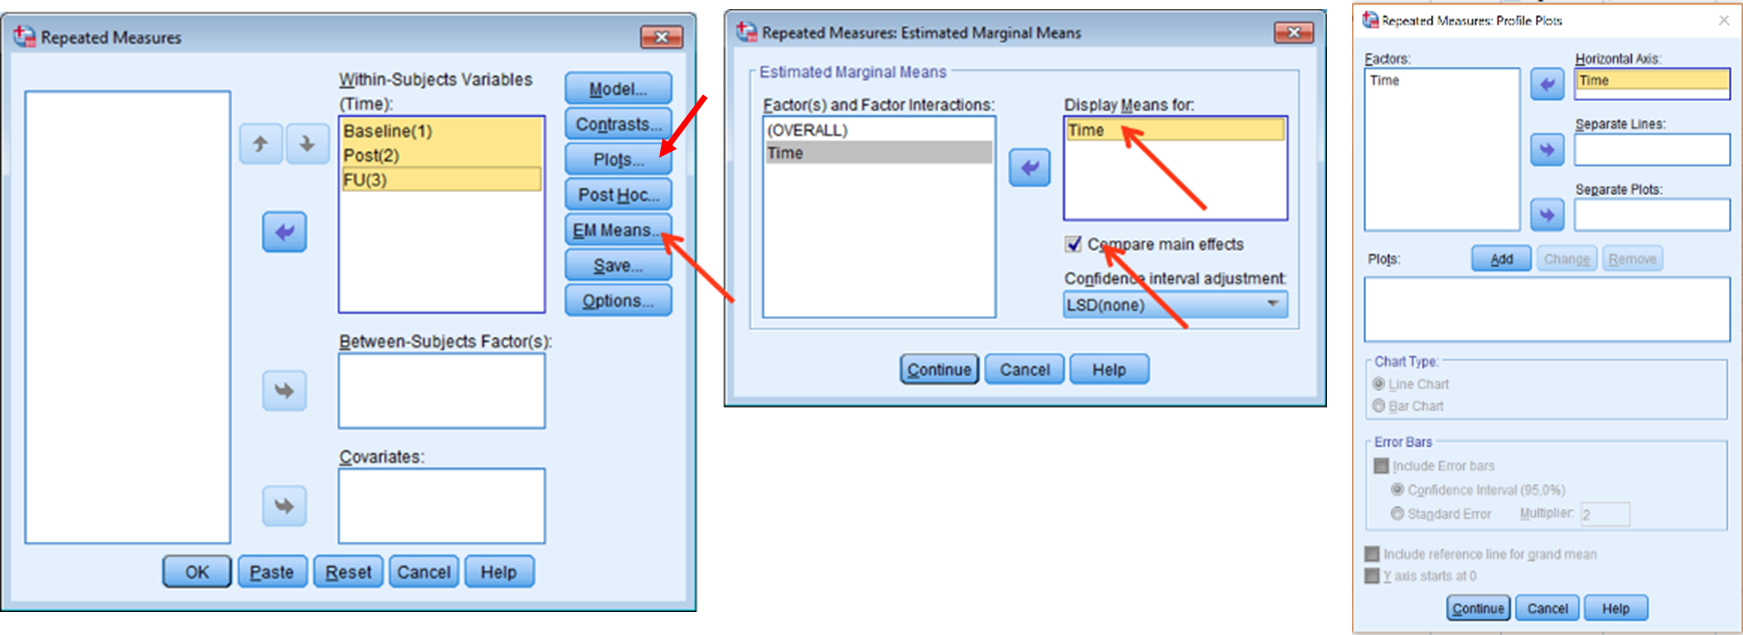 Repeated Measures
Within-Subjects Variables
(Time):
Baseline(1)
Post(2)
FU(3)
Model...
Contrasts...
Plots...
Post Hoc...
EM Means...
Save...
Options...
Between-Subjects Factor(s):
Covariates:
OK
Paste
Reset
Cancel
Help
Repeated Measures: Estimated Marginal Means
Estimated Marginal Means
Factor(s) and Factor Interactions:
(OVERALL)
Time
Display Means for:
Time
Compare main effects
Confidence interval adjustment:
LSD(none)
Continue
Cancel
Help
Repeated Measures: Profile Plots
Factors:
Time
Horizontal Axis:
Time
Separate Lines:
Separate Plots:
Plots:
Add
Change
Remove
Chart Type:
Line Chart
Bar Chart
Error Bars
Include Error bars
Confidence Interval (95,0%)
Standard Error
Multiplier: 2
Include reference line for grand mean
Y axis starts at 0
Continue
Cancel
Help